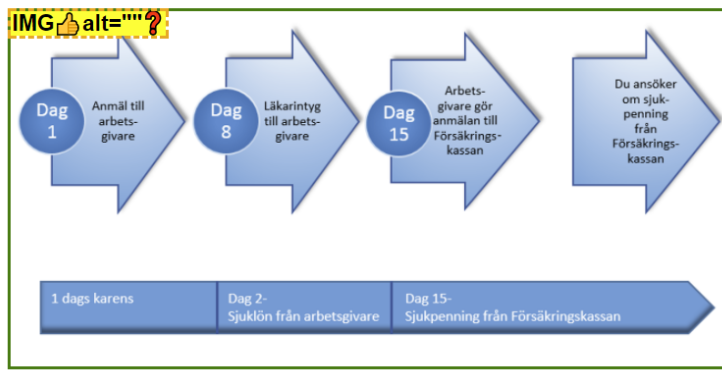 IMG👍alt=""❓
Dag
1
Anmäl till
arbets-
givare
Dag
8
Läkarintyg
till arbets-
givare
Dag
15
Arbets-
givare gör
anmälan till
Försäkrings-
kassan
Du ansöker
om sjuk-
penning
från
Försäkrings-
kassan
1 dags karens
Dag 2-
Sjuklön från arbetsgivare
Dag 15-
Sjukpenning från Försäkringskassan